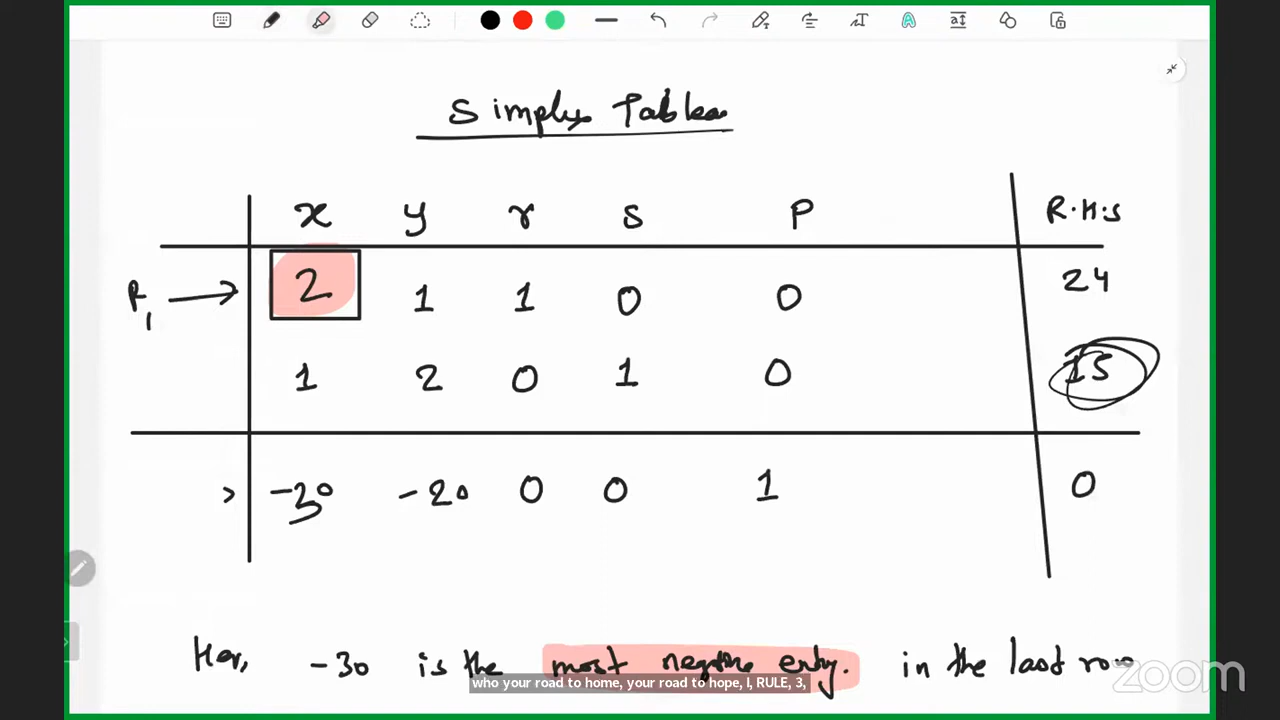 Simplex Tableau
x y r s P R.H.S
R1 → 2 1 1 0 0 24
1 2 0 1 0 15
> -30 -20 0 0 1 0
Her, -30 is the most negative entry. in the last row
who your road to home, your road to hope, I, RULE, 3,
zoom